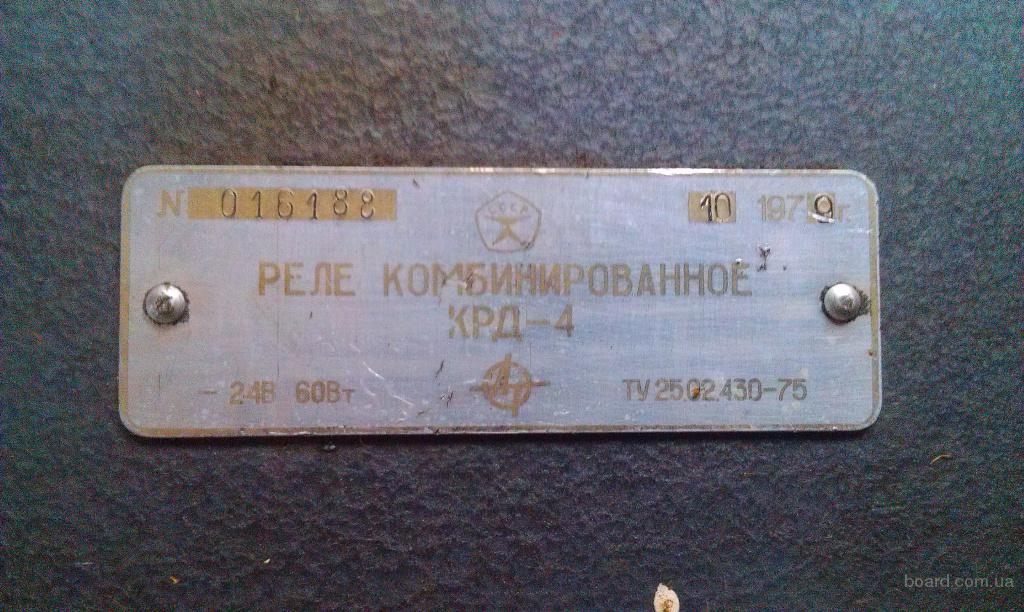 N 016188 СССР 10 1979г.
РЕЛЕ КОМБИНИРОВАННОЕ
КРД-4
- 24В 60Вт ТУ 25.02.430-75
board.com.ua